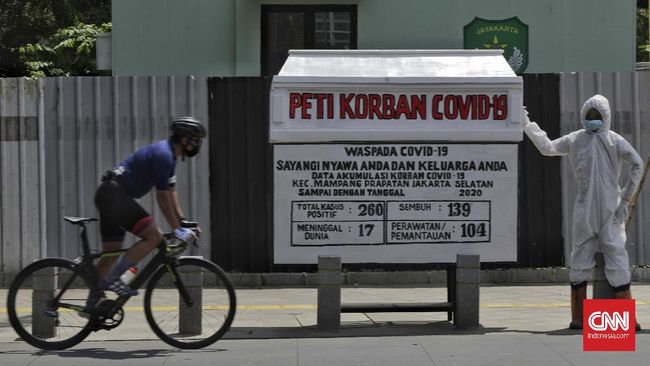 JAYAKARTA
PETI KORBAN COVID-19
WASPADA COVID-19
SAYANGI NYAWA ANDA DAN KELUARGA ANDA
DATA AKUMULASI KORBAN COVID-19
KEC. MAMPANG PRAPATAN JAKARTA SELATAN
SAMPAI DENGAN TANGGAL 2020
TOTAL KASUS POSITIF : 260
SEMBUH : 139
MENINGGAL DUNIA : 17
PERAWATAN/ PEMANTAUAN : 104
CNN
Indonesia.com